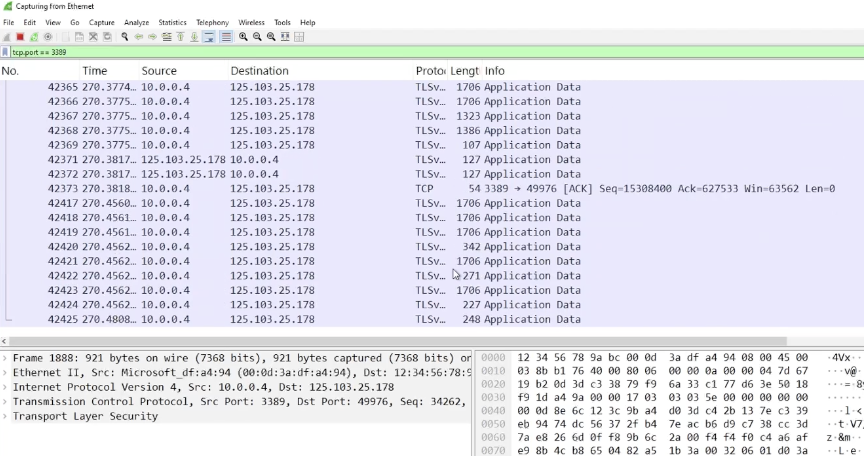 Capturing from Ethernet
File Edit View Go Capture Analyze Statistics Telephony Wireless Tools Help
tcp.port == 3389
No. Time Source Destination Protoc Length Info
42365 270.3774… 10.0.0.4 125.103.25.178 TLSv… 1706 Application Data
42366 270.3775… 10.0.0.4 125.103.25.178 TLSv… 1706 Application Data
42367 270.3775… 10.0.0.4 125.103.25.178 TLSv… 1323 Application Data
42368 270.3775… 10.0.0.4 125.103.25.178 TLSv… 1386 Application Data
42369 270.3775… 10.0.0.4 125.103.25.178 TLSv… 107 Application Data
42371 270.3817… 125.103.25.178 10.0.0.4 TLSv… 127 Application Data
42372 270.3817… 125.103.25.178 10.0.0.4 TLSv… 127 Application Data
42373 270.3818… 10.0.0.4 125.103.25.178 TCP 54 3389 → 49976 [ACK] Seq=15308400 Ack=627533 Win=63562 Len=0
42417 270.4560… 10.0.0.4 125.103.25.178 TLSv… 1706 Application Data
42418 270.4561… 10.0.0.4 125.103.25.178 TLSv… 1706 Application Data
42419 270.4561… 10.0.0.4 125.103.25.178 TLSv… 1706 Application Data
42420 270.4562… 10.0.0.4 125.103.25.178 TLSv… 342 Application Data
42421 270.4562… 10.0.0.4 125.103.25.178 TLSv… 1706 Application Data
42422 270.4562… 10.0.0.4 125.103.25.178 TLSv… 271 Application Data
42423 270.4562… 10.0.0.4 125.103.25.178 TLSv… 1706 Application Data
42424 270.4562… 10.0.0.4 125.103.25.178 TLSv… 227 Application Data
42425 270.4808… 10.0.0.4 125.103.25.178 TLSv… 248 Application Data
Frame 1888: 921 bytes on wire (7368 bits), 921 bytes captured (7368 bits) on
Ethernet II, Src: Microsoft_df:a4:94 (00:0d:3a:df:a4:94), Dst: 12:34:56:78:9
Internet Protocol Version 4, Src: 10.0.0.4, Dst: 125.103.25.178
Transmission Control Protocol, Src Port: 3389, Dst Port: 49976, Seq: 34262,
Transport Layer Security
0000 12 34 56 78 9a bc 00 0d 3a df a4 94 08 00 45 00 ·4Vx··
0010 03 8b b1 76 40 00 80 06 00 00 0a 00 00 04 7d 67 ···v@·
0020 19 b2 0d 3d c3 38 79 f9 6a 33 c1 77 d6 3e 50 18 ···=·8y
0030 f9 1d a4 9a 00 00 17 03 03 03 5e 00 00 00 00 00
0040 00 0d 8e 6c 12 3c 9b a4 d0 3d c4 2b 13 7e c3 39 ···l·<
0050 eb 94 74 dc 56 37 2f b4 7e ac b6 d9 c7 38 cc 3d ··t·V7/
0060 7a e8 26 6d 0f f8 9b 6c 2a 00 f4 f4 f0 c4 a6 af z·&m··
0070 e9 8b 4c b8 65 04 82 a5 1b 3a 00 32 06 01 d0 3a ··L·e·